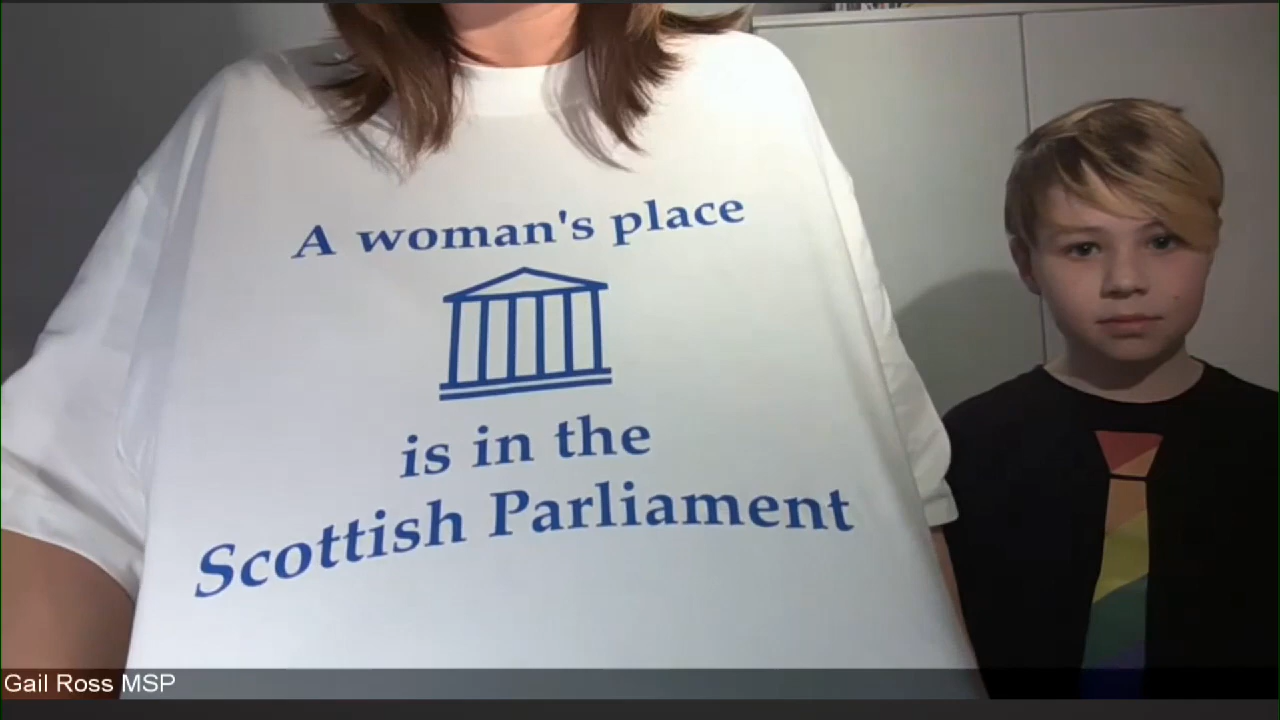 A woman's place
is in the
Scottish Parliament
Gail Ross MSP